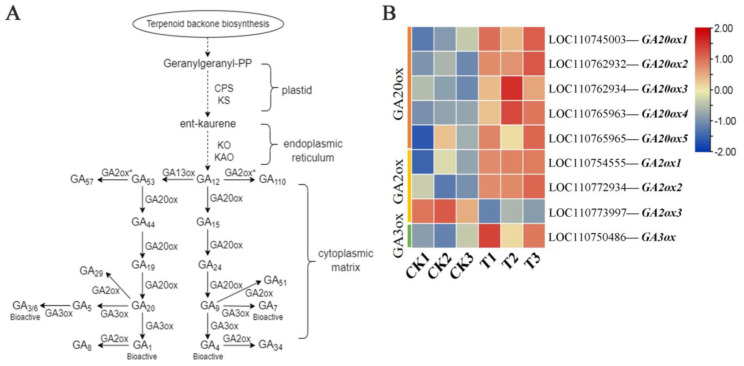 A
Terpenoid backone biosynthesis
Geranylgeranyl-PP
CPS
KS
plastid
ent-kaurene
KO
KAO
endoplasmic
reticulum
GA57 GA2ox* GA53 GA13ox GA12 GA2ox* GA110
GA20ox GA20ox
GA44 GA15
GA20ox GA20ox
cytoplasmic
matrix
GA19 GA24
GA29 GA51
GA2ox GA20ox GA20ox GA2ox
GA3/6 GA3ox GA5 GA3ox GA20 GA9 GA3ox GA7
Bioactive Bioactive
GA3ox GA3ox
GA8 GA2ox GA1 GA4 GA2ox GA34
Bioactive Bioactive
B
GA20ox
GA2ox
GA3ox
LOC110745003— GA20ox1
LOC110762932— GA20ox2
LOC110762934— GA20ox3
LOC110765963— GA20ox4
LOC110765965— GA20ox5
LOC110754555— GA2ox1
LOC110772934— GA2ox2
LOC110773997— GA2ox3
LOC110750486— GA3ox
CK1 CK2 CK3 T1 T2 T3
2.00
1.00
0.00
-1.00
-2.00